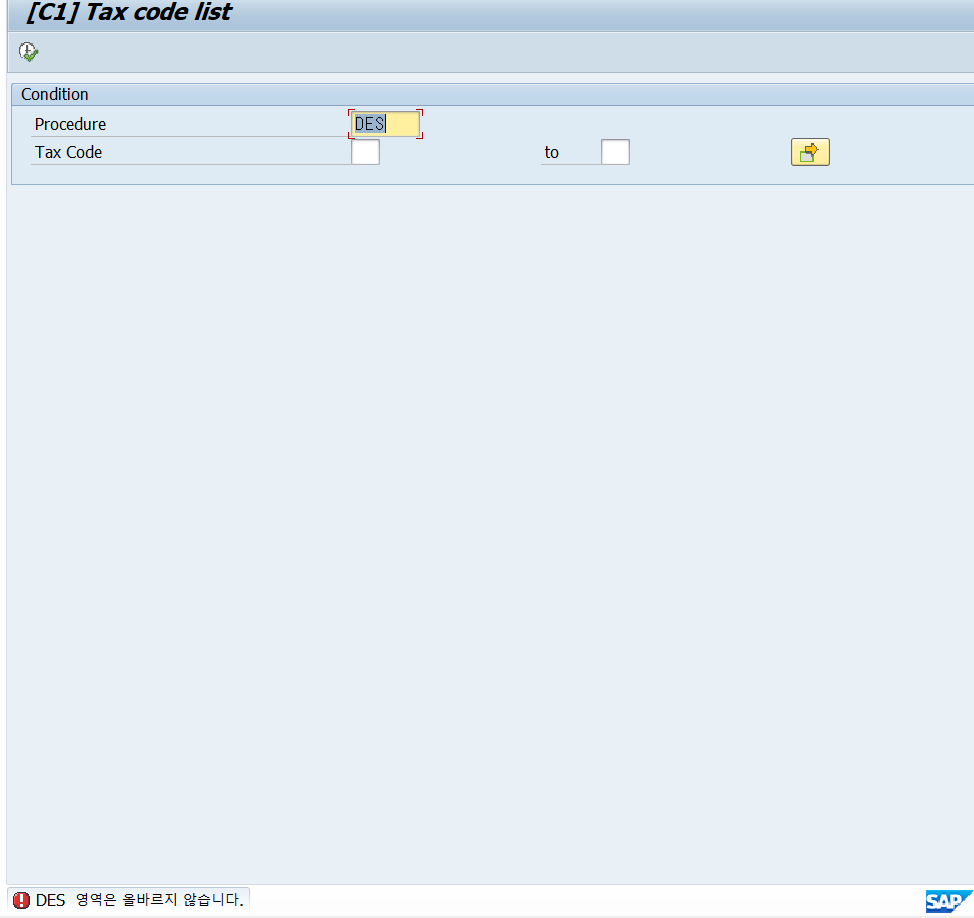 [C1] Tax code list
Condition
Procedure DES
Tax Code to
DES 영역은 올바르지 않습니다.
SAP